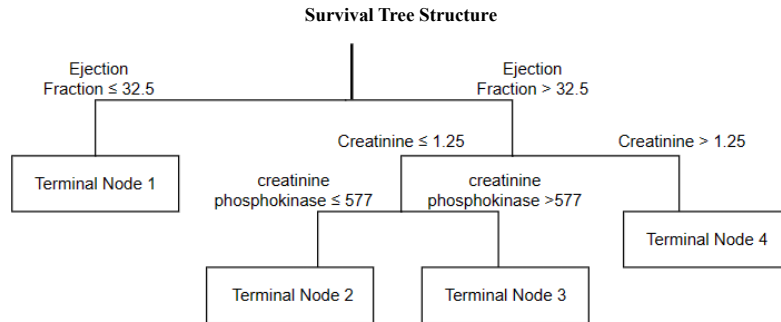 Survival Tree Structure
Ejection
Fraction ≤ 32.5
Ejection
Fraction > 32.5
Creatinine ≤ 1.25
Creatinine > 1.25
Terminal Node 1
creatinine
phosphokinase ≤ 577
creatinine
phosphokinase >577
Terminal Node 4
Terminal Node 2
Terminal Node 3